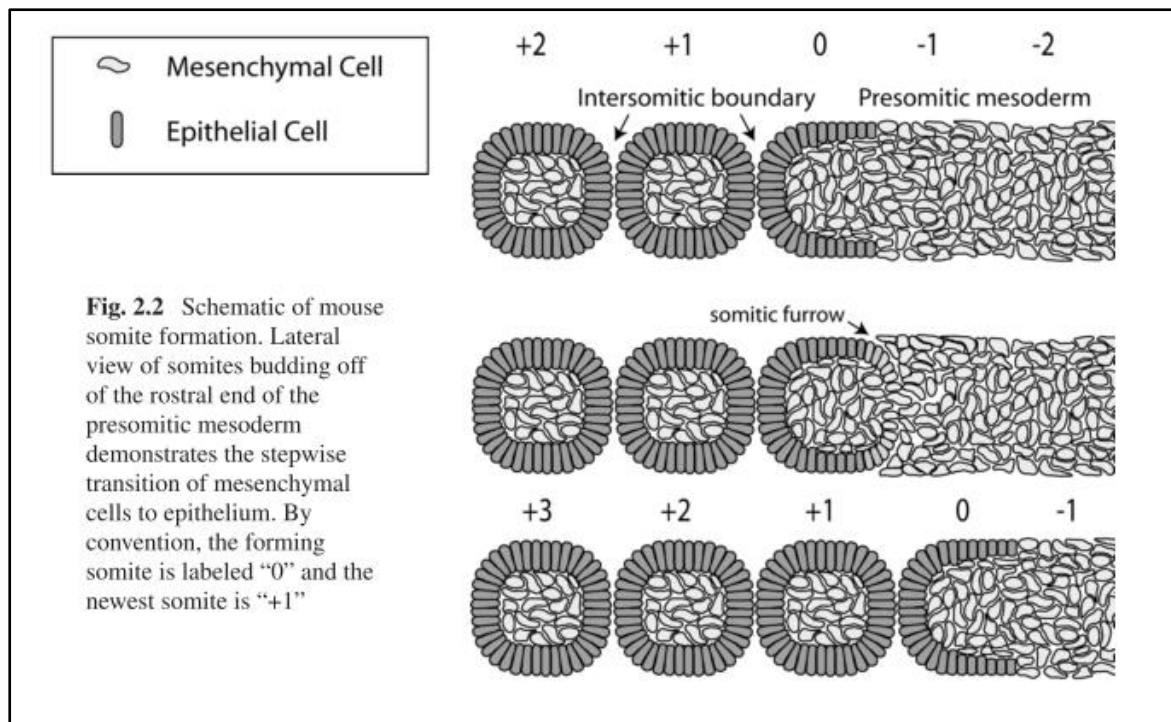 Mesenchymal Cell
Epithelial Cell
+2 +1 0 -1 -2
Intersomitic boundary Presomitic mesoderm
Fig. 2.2 Schematic of mouse
somite formation. Lateral
view of somites budding off
of the rostral end of the
presomitic mesoderm
demonstrates the stepwise
transition of mesenchymal
cells to epithelium. By
convention, the forming
somite is labeled “0” and the
newest somite is “+1”
somitic furrow
+3 +2 +1 0 -1